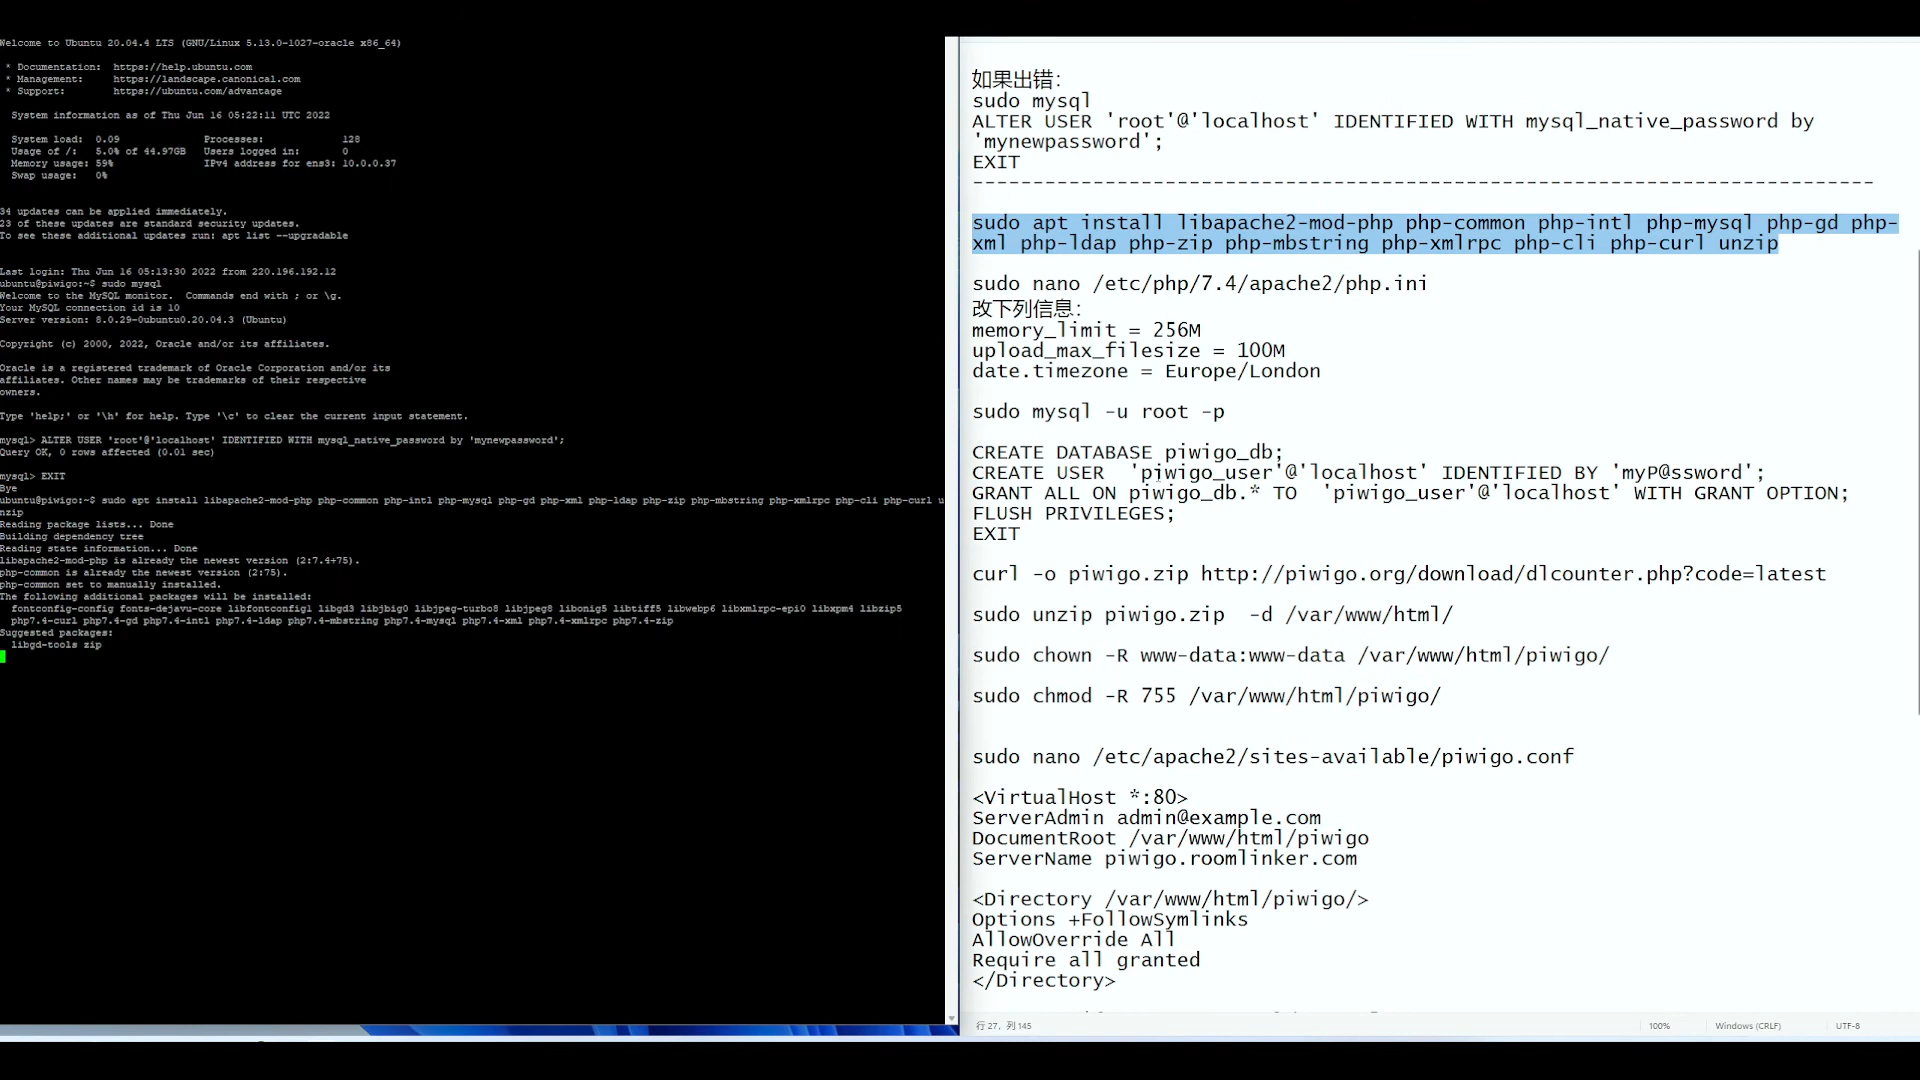 Welcome to Ubuntu 20.04.4 LTS (GNU/Linux 5.13.0-1027-oracle x86_64)
* Documentation: https://help.ubuntu.com
* Management: https://landscape.canonical.com
* Support: https://ubuntu.com/advantage
System information as of Thu Jun 16 05:22:11 UTC 2022
System load: 0.09 Processes: 128
Usage of /: 5.0% of 44.97GB Users logged in: 0
Memory usage: 59% IPv4 address for ens3: 10.0.0.37
Swap usage: 0%
34 updates can be applied immediately.
23 of these updates are standard security updates.
To see these additional updates run: apt list --upgradable
Last login: Thu Jun 16 05:13:30 2022 from 220.196.192.12
ubuntu@piwigo:~$ sudo mysql
Welcome to the MySQL monitor. Commands end with ; or \g.
Your MySQL connection id is 10
Server version: 8.0.29-0ubuntu0.20.04.3 (Ubuntu)
Copyright (c) 2000, 2022, Oracle and/or its affiliates.
Oracle is a registered trademark of Oracle Corporation and/or its
affiliates. Other names may be trademarks of their respective
owners.
Type 'help;' or '\h' for help. Type '\c' to clear the current input statement.
mysql> ALTER USER 'root'@'localhost' IDENTIFIED WITH mysql_native_password by 'mynewpassword';
Query OK, 0 rows affected (0.01 sec)
mysql> EXIT
Bye
ubuntu@piwigo:~$ sudo apt install libapache2-mod-php php-common php-intl php-mysql php-gd php-xml php-ldap php-zip php-mbstring php-xmlrpc php-cli php-curl u
nzip
Reading package lists... Done
Building dependency tree
Reading state information... Done
libapache2-mod-php is already the newest version (2:7.4+75).
php-common is already the newest version (2:75).
php-common set to manually installed.
The following additional packages will be installed:
fontconfig-config fonts-dejavu-core libfontconfig1 libgd3 libjbig0 libjpeg-turbo8 libjpeg8 libonig5 libtiff5 libwebp6 libxmlrpc-epi0 libxpm4 libzip5
php7.4-curl php7.4-gd php7.4-intl php7.4-ldap php7.4-mbstring php7.4-mysql php7.4-xml php7.4-xmlrpc php7.4-zip
Suggested packages:
libgd-tools zip
如果出错：
sudo mysql
ALTER USER 'root'@'localhost' IDENTIFIED WITH mysql_native_password by
'mynewpassword';
EXIT
---------------------------------------------------------------------------
sudo apt install libapache2-mod-php php-common php-intl php-mysql php-gd php-
xml php-ldap php-zip php-mbstring php-xmlrpc php-cli php-curl unzip
sudo nano /etc/php/7.4/apache2/php.ini
改下列信息：
memory_limit = 256M
upload_max_filesize = 100M
date.timezone = Europe/London
sudo mysql -u root -p
CREATE DATABASE piwigo_db;
CREATE USER 'piwigo_user'@'localhost' IDENTIFIED BY 'myP@ssword';
GRANT ALL ON piwigo_db.* TO 'piwigo_user'@'localhost' WITH GRANT OPTION;
FLUSH PRIVILEGES;
EXIT
curl -o piwigo.zip http://piwigo.org/download/dlcounter.php?code=latest
sudo unzip piwigo.zip -d /var/www/html/
sudo chown -R www-data:www-data /var/www/html/piwigo/
sudo chmod -R 755 /var/www/html/piwigo/
sudo nano /etc/apache2/sites-available/piwigo.conf
<VirtualHost *:80>
ServerAdmin admin@example.com
DocumentRoot /var/www/html/piwigo
ServerName piwigo.roomlinker.com
<Directory /var/www/html/piwigo/>
Options +FollowSymlinks
AllowOverride All
Require all granted
</Directory>
行 27, 列 145 100% Windows (CRLF) UTF-8